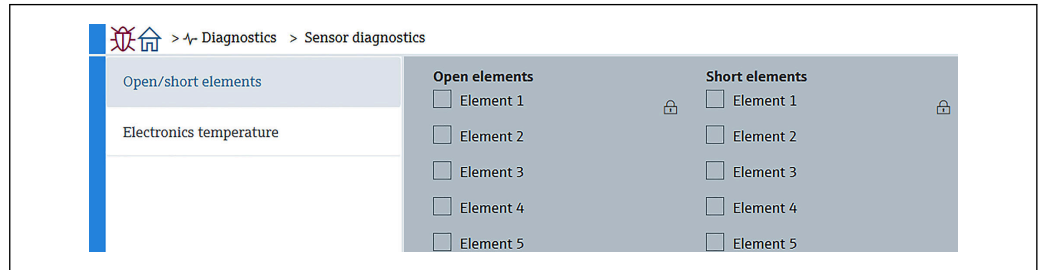 > Diagnostics > Sensor diagnostics
Open/short elements
Electronics temperature
Open elements
Element 1
Element 2
Element 3
Element 4
Element 5
Short elements
Element 1
Element 2
Element 3
Element 4
Element 5